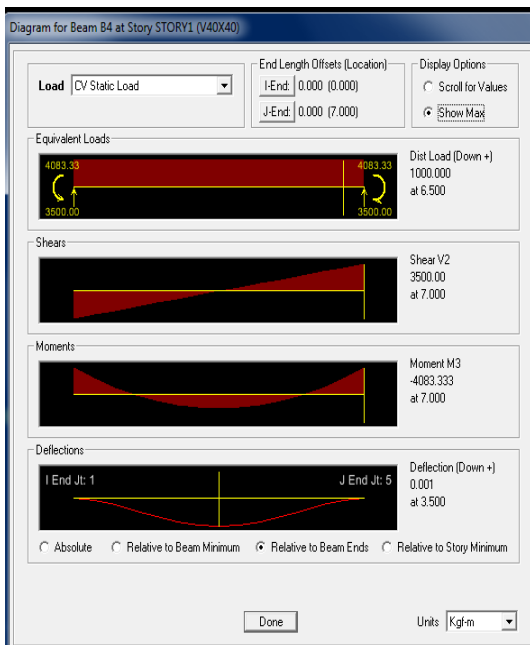 Diagram for Beam B4 at Story STORY1 (V40X40)
Load CV Static Load
End Length Offsets (Location)
I-End: 0.000 (0.000)
J-End: 0.000 (7.000)
Display Options
Scroll for Values
Show Max
Equivalent Loads
4083.33 4083.33
3500.00 3500.00
Dist Load (Down +)
1000.000
at 6.500
Shears
Shear V2
3500.00
at 7.000
Moments
Moment M3
-4083.333
at 7.000
Deflections
I End Jt: 1 J End Jt: 5
Deflection (Down +)
0.001
at 3.500
Absolute Relative to Beam Minimum Relative to Beam Ends Relative to Story Minimum
Done Units Kgf-m